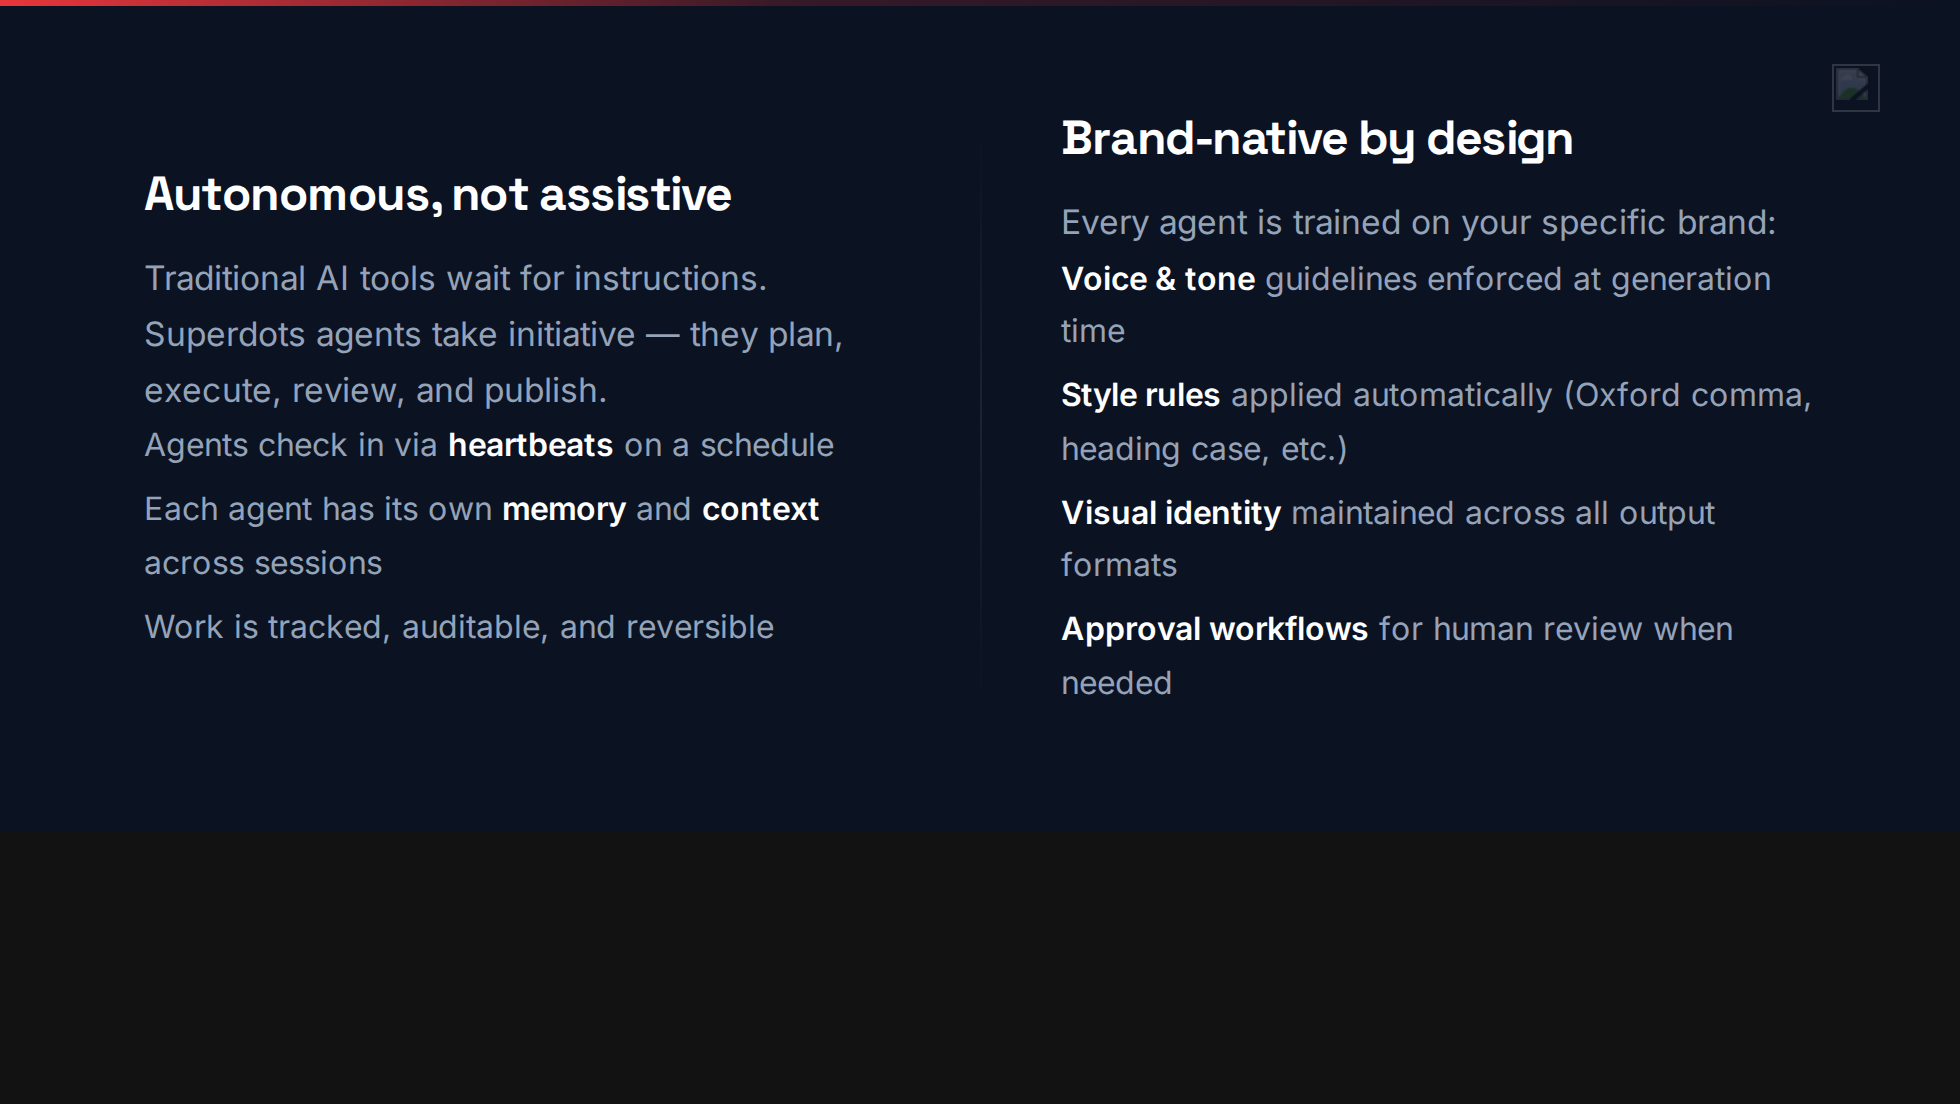 Autonomous, not assistive
Traditional AI tools wait for instructions.
Superdots agents take initiative — they plan,
execute, review, and publish.
Agents check in via heartbeats on a schedule
Each agent has its own memory and context
across sessions
Work is tracked, auditable, and reversible
Brand-native by design
Every agent is trained on your specific brand:
Voice & tone guidelines enforced at generation
time
Style rules applied automatically (Oxford comma,
heading case, etc.)
Visual identity maintained across all output
formats
Approval workflows for human review when
needed